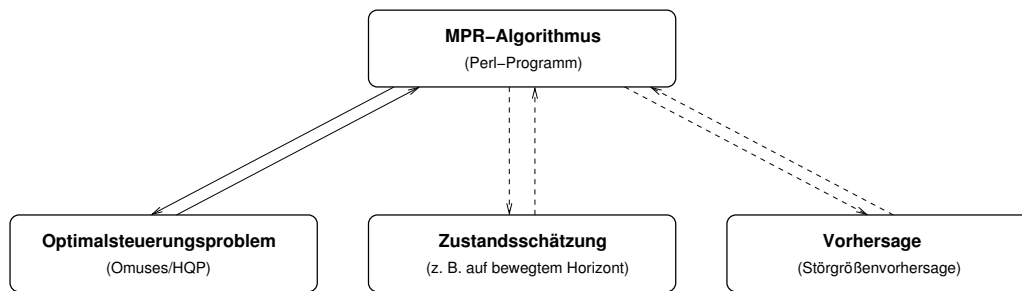 MPR−Algorithmus
(Perl−Programm)
Optimalsteuerungsproblem
(Omuses/HQP)
Zustandsschätzung
(z. B. auf bewegtem Horizont)
Vorhersage
(Störgrößenvorhersage)